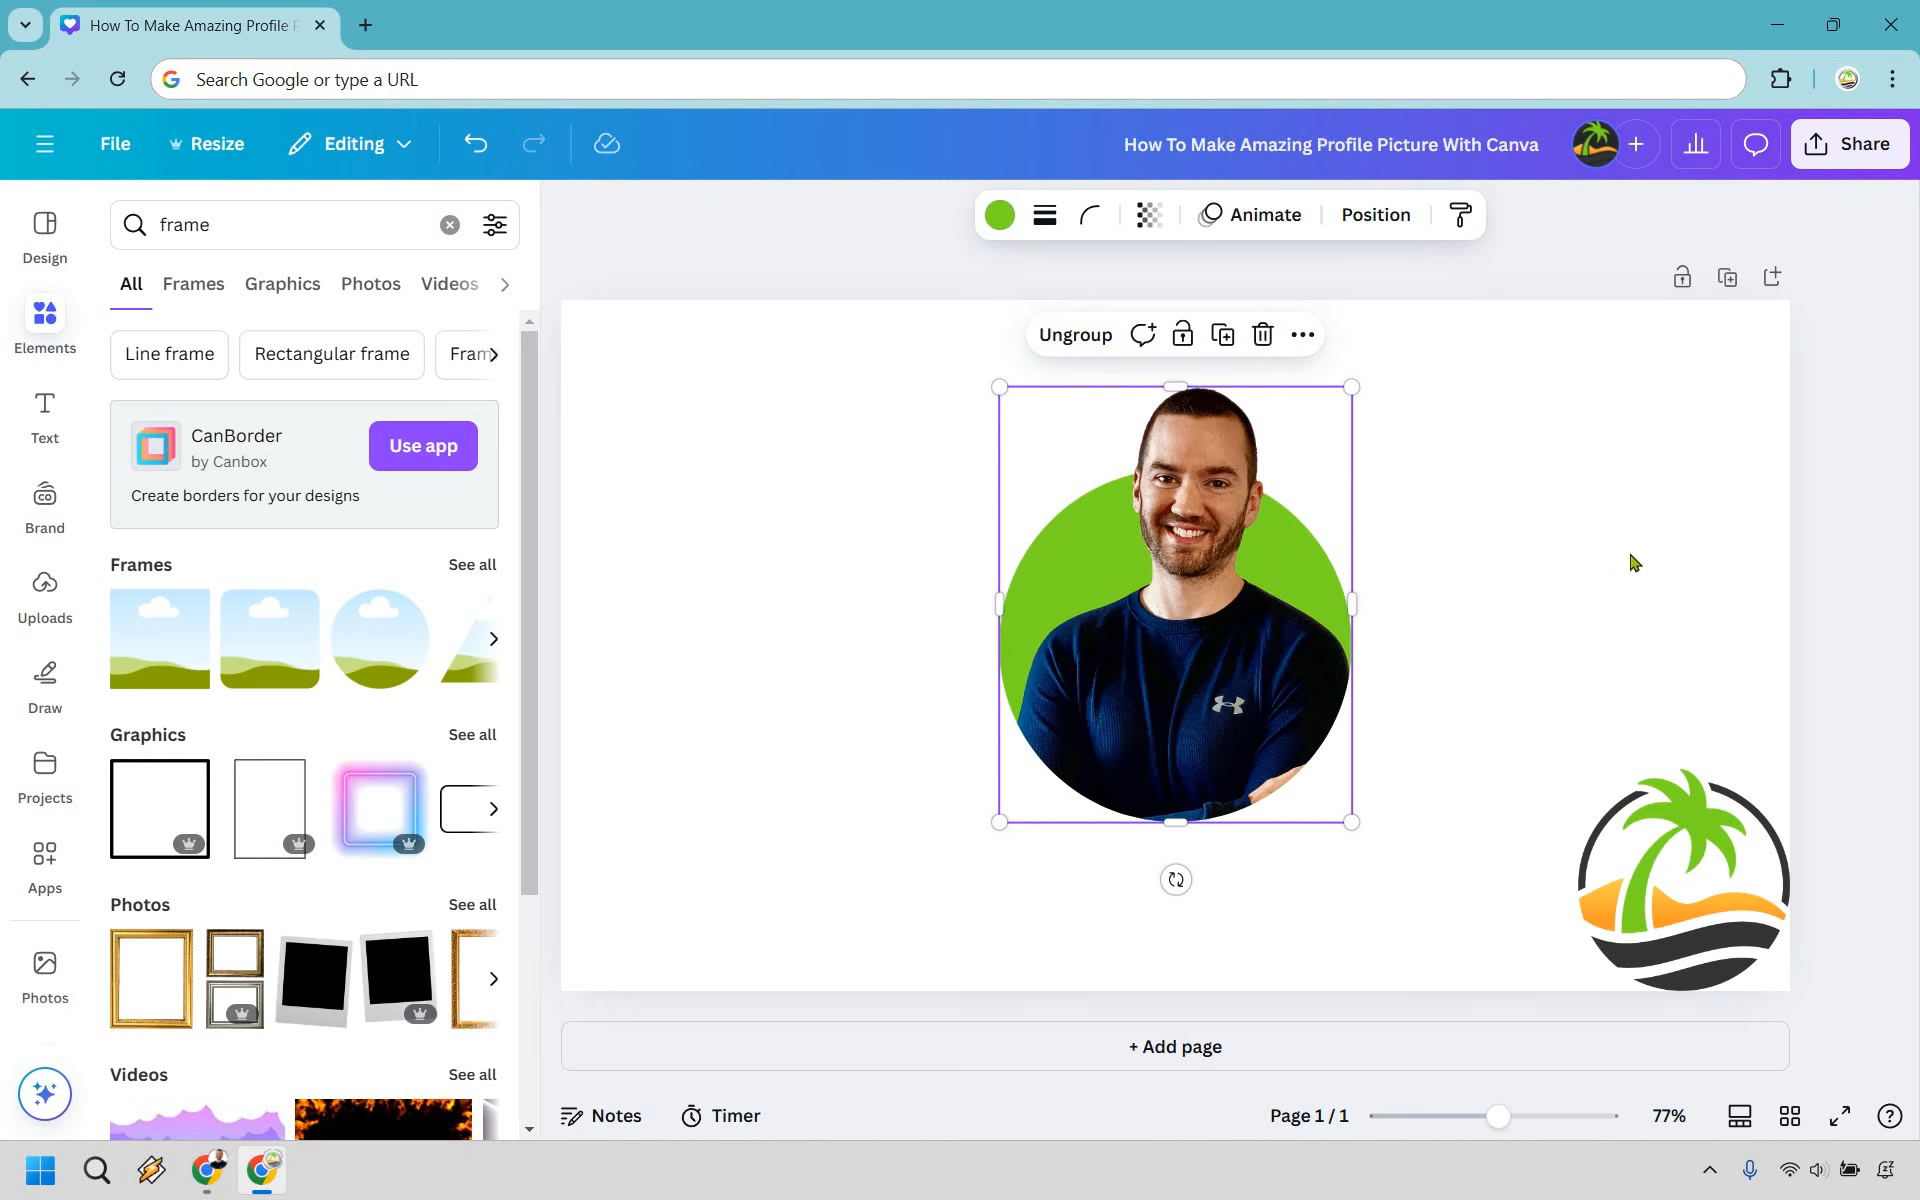 How To Make Amazing Profile
Search Google or type a URL
File
Resize
Editing
How To Make Amazing Profile Picture With Canva
Share
Design
Elements
Text
Brand
Uploads
Draw
Projects
Apps
Photos
frame
All
Frames
Graphics
Photos
Videos
Line frame
Rectangular frame
Fram
CanBorder
by Canbox
Use app
Create borders for your designs
Frames
See all
Graphics
See all
Photos
See all
Videos
See all
Animate
Position
Ungroup
+ Add page
Notes
Timer
Page 1 / 1
77%